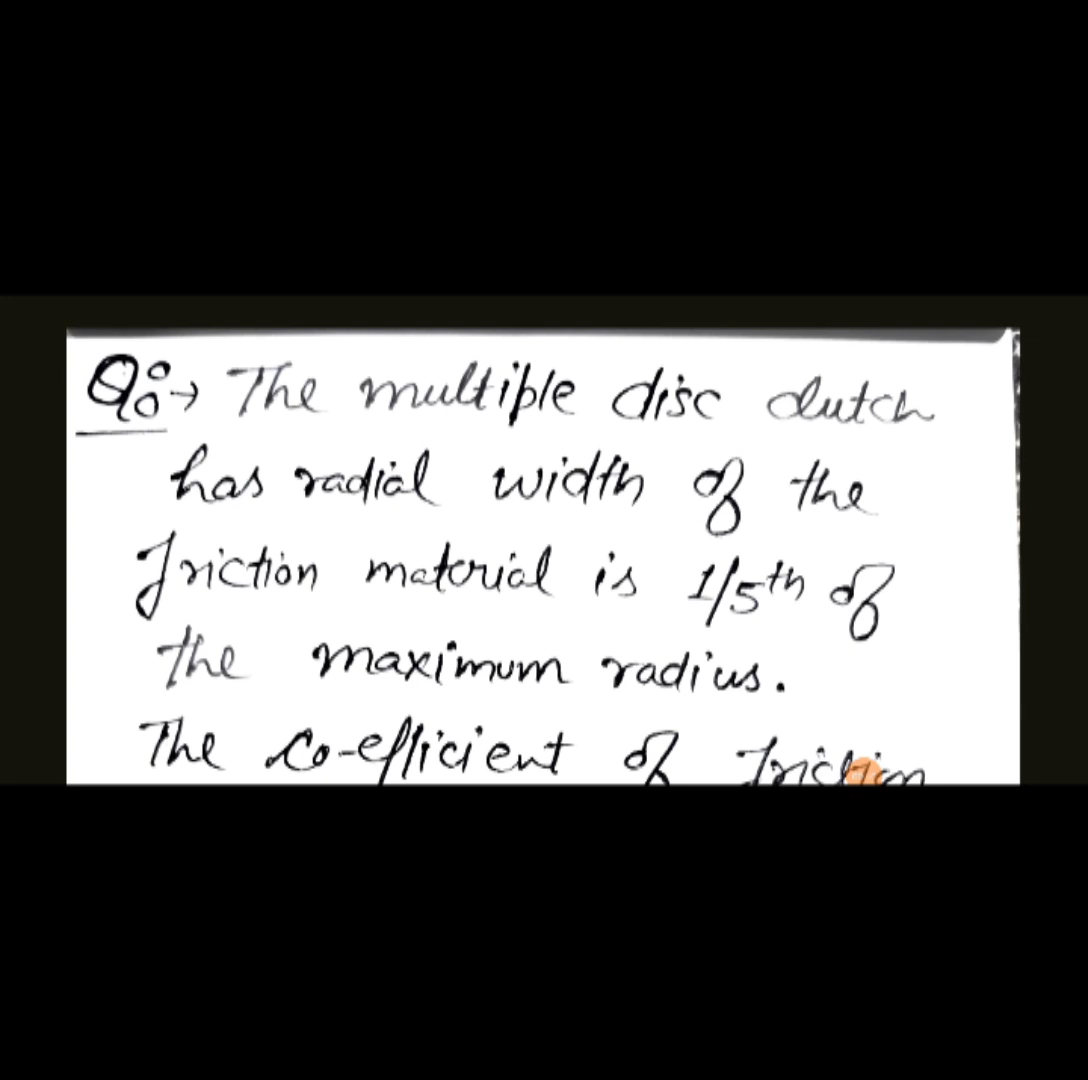 Q:→ The multiple disc clutch
has radial width of the
friction material is 1/5th of
the maximum radius.
The co-efficient of friction